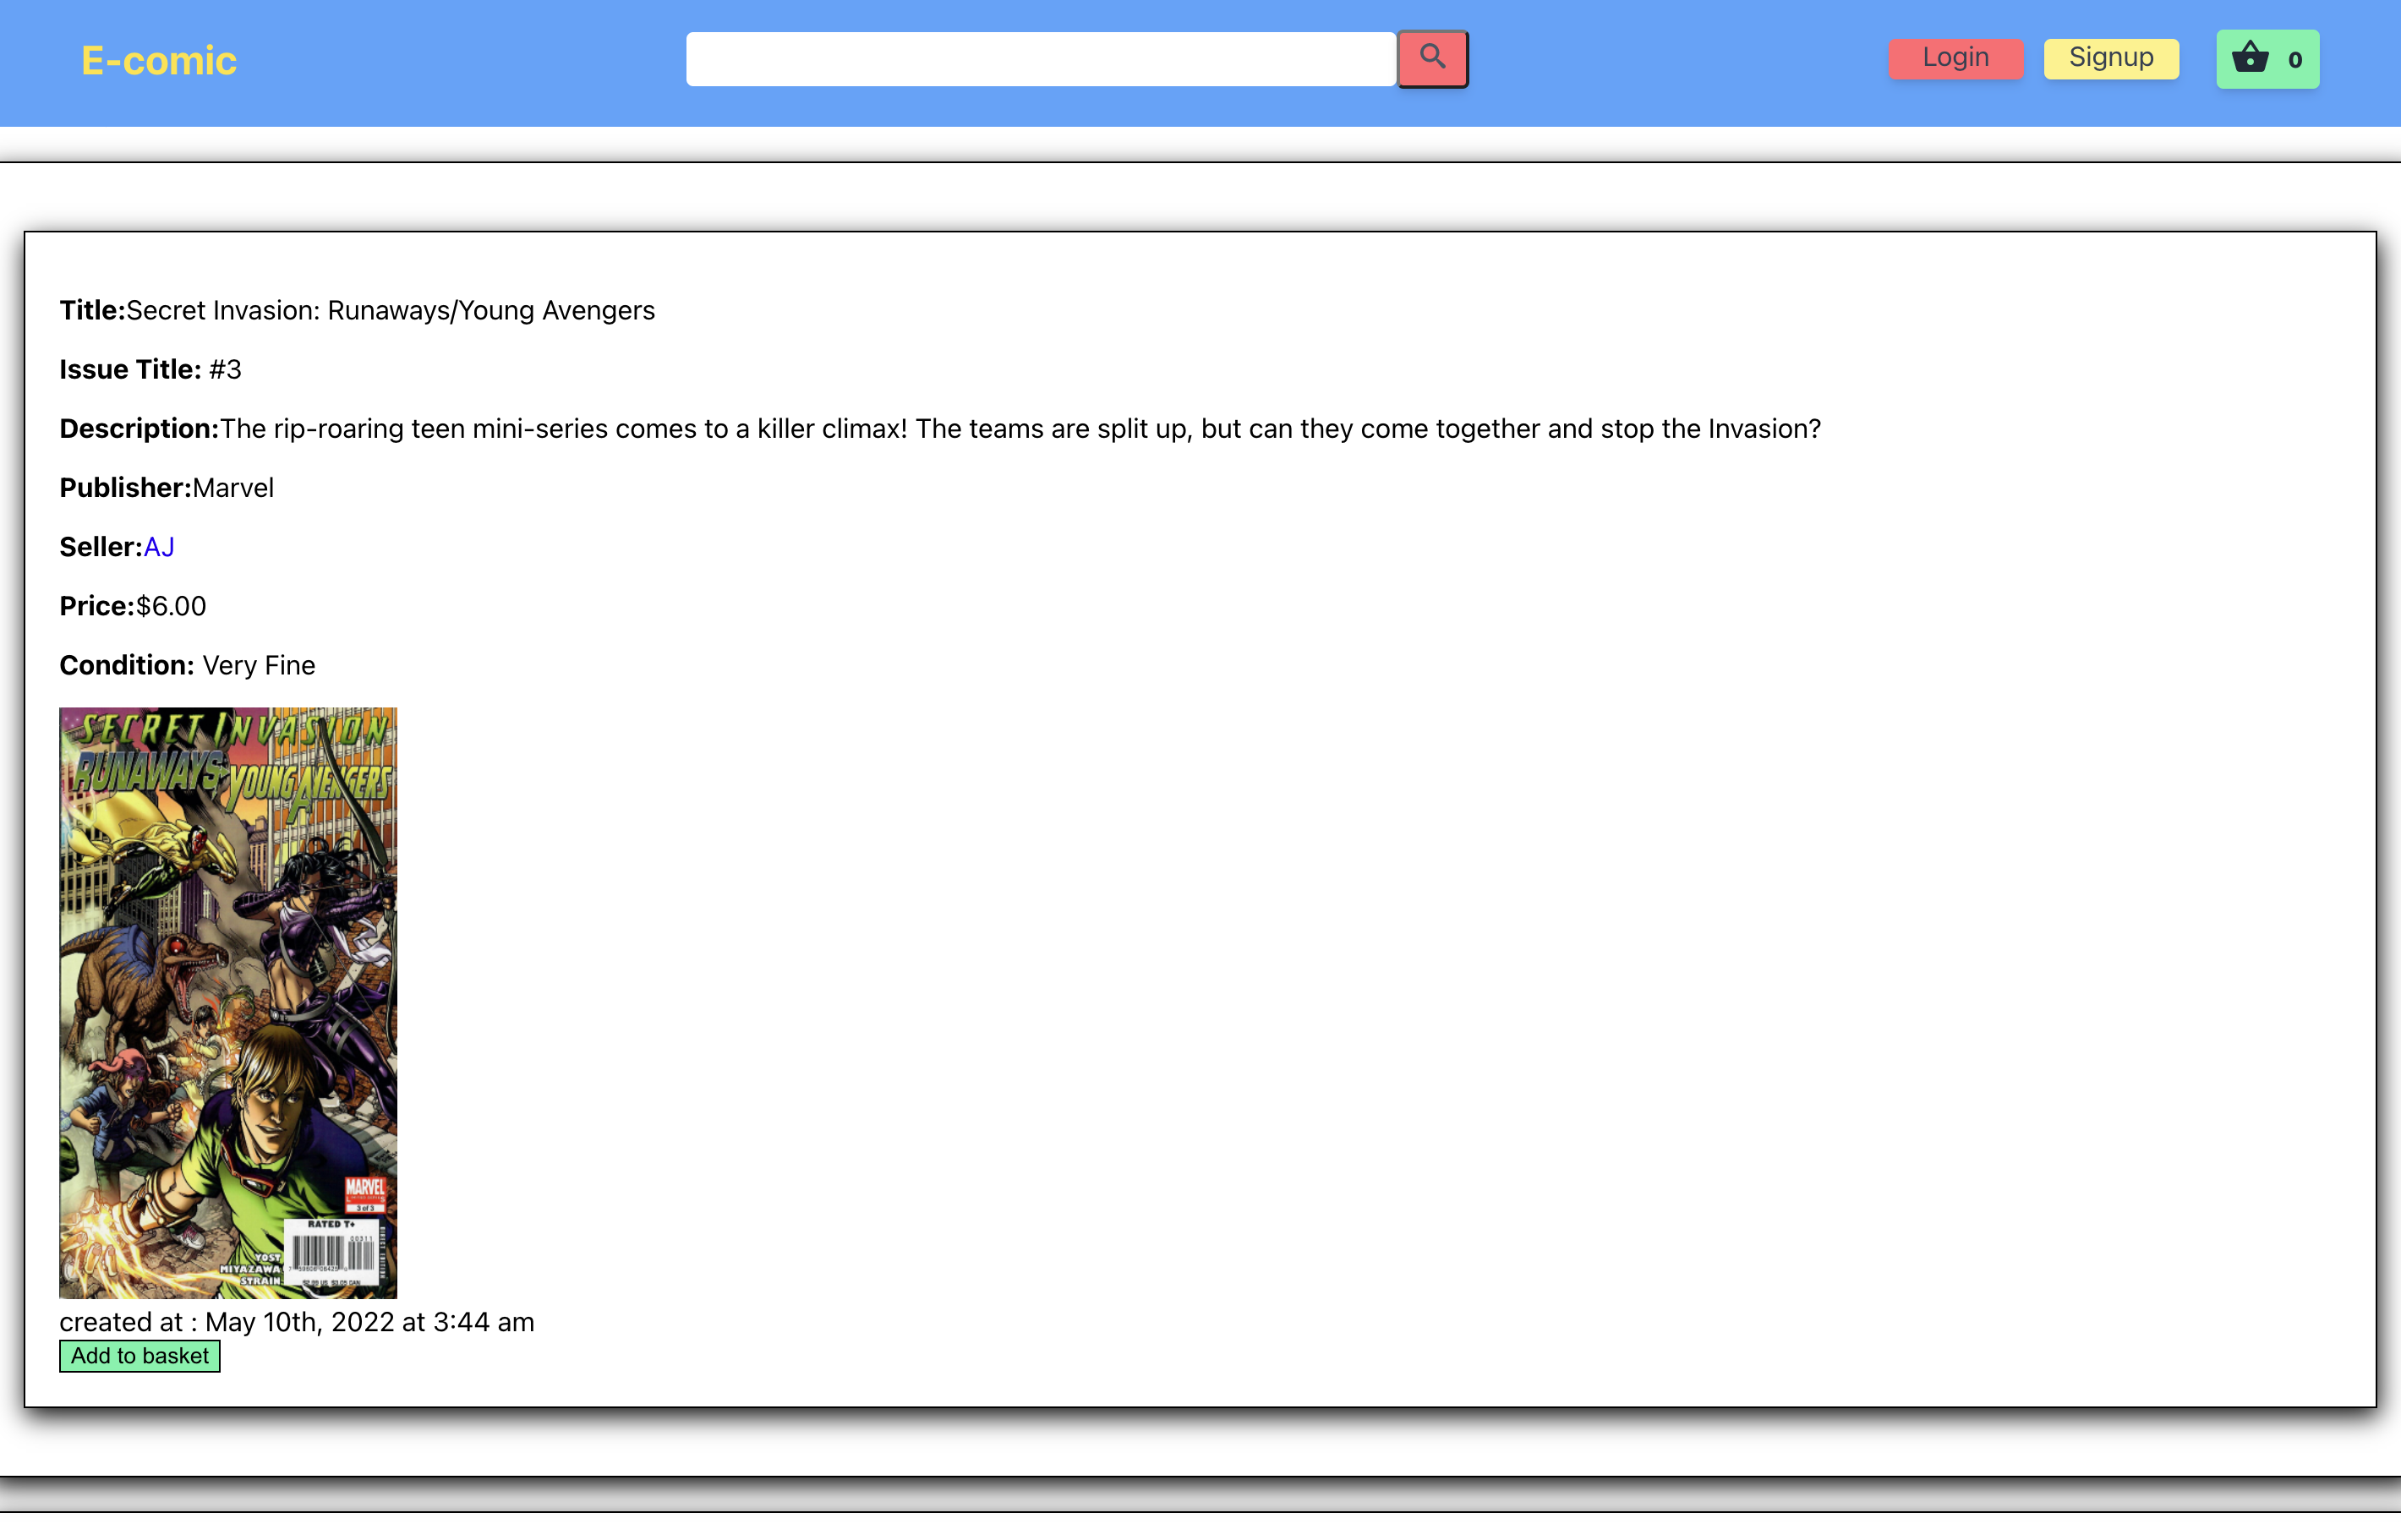 E-comic
Login
Signup
0
Title:Secret Invasion: Runaways/Young Avengers
Issue Title: #3
Description:The rip-roaring teen mini-series comes to a killer climax! The teams are split up, but can they come together and stop the Invasion?
Publisher:Marvel
Seller:AJ
Price:$6.00
Condition: Very Fine
SECRET INVASION
RUNAWAYS YOUNG AVENGERS
MARVEL
3 of 3
RATED T+
00311
YOST
MIYAZAWA
STRAIN
created at : May 10th, 2022 at 3:44 am
Add to basket